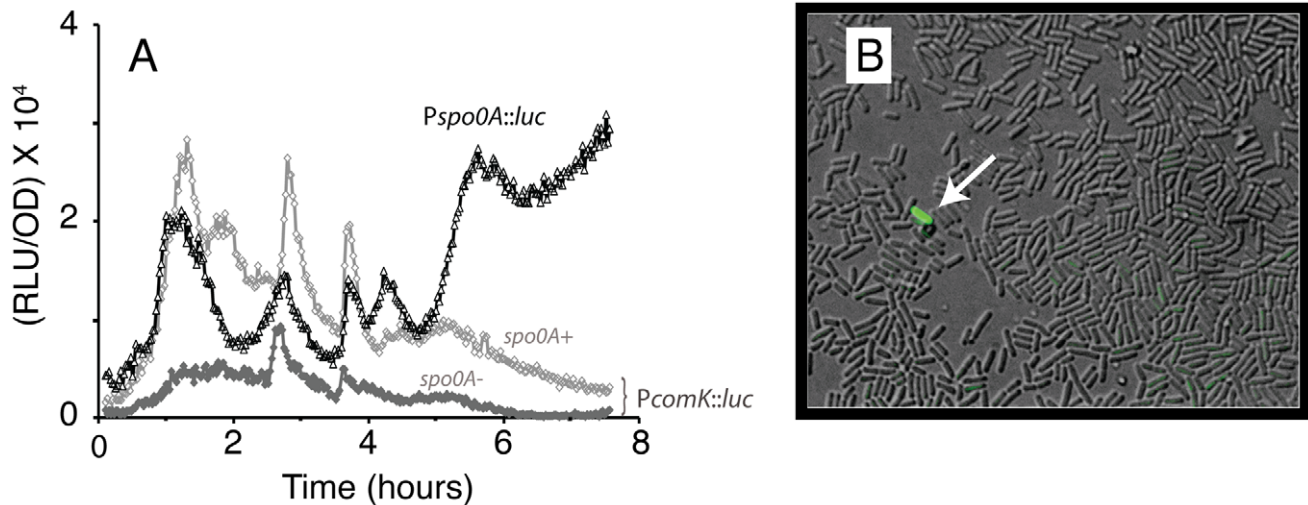 A
(RLU/OD) X 10⁴
4
2
0
0
2
4
6
8
Time (hours)
Pspo0A::luc
spo0A+
spo0A-
PcomK::luc
B